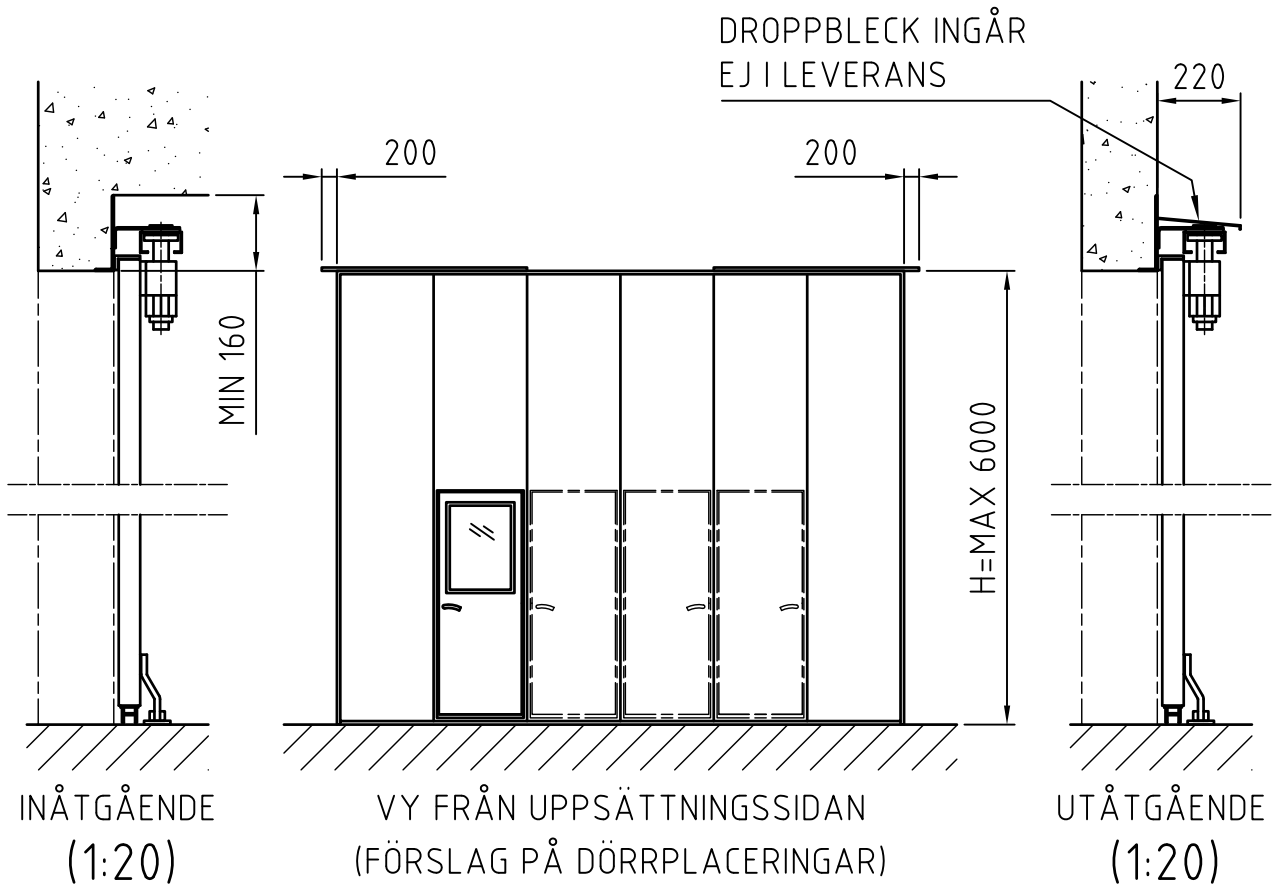 DROPPBLECK INGÅR
EJ I LEVERANS
220
200
200
MIN 160
H=MAX 6000
INÅTGÅENDE
(1:20)
VY FRÅN UPPSÄTTNINGSSIDAN
(FÖRSLAG PÅ DÖRRPLACERINGAR)
UTÅTGÅENDE
(1:20)